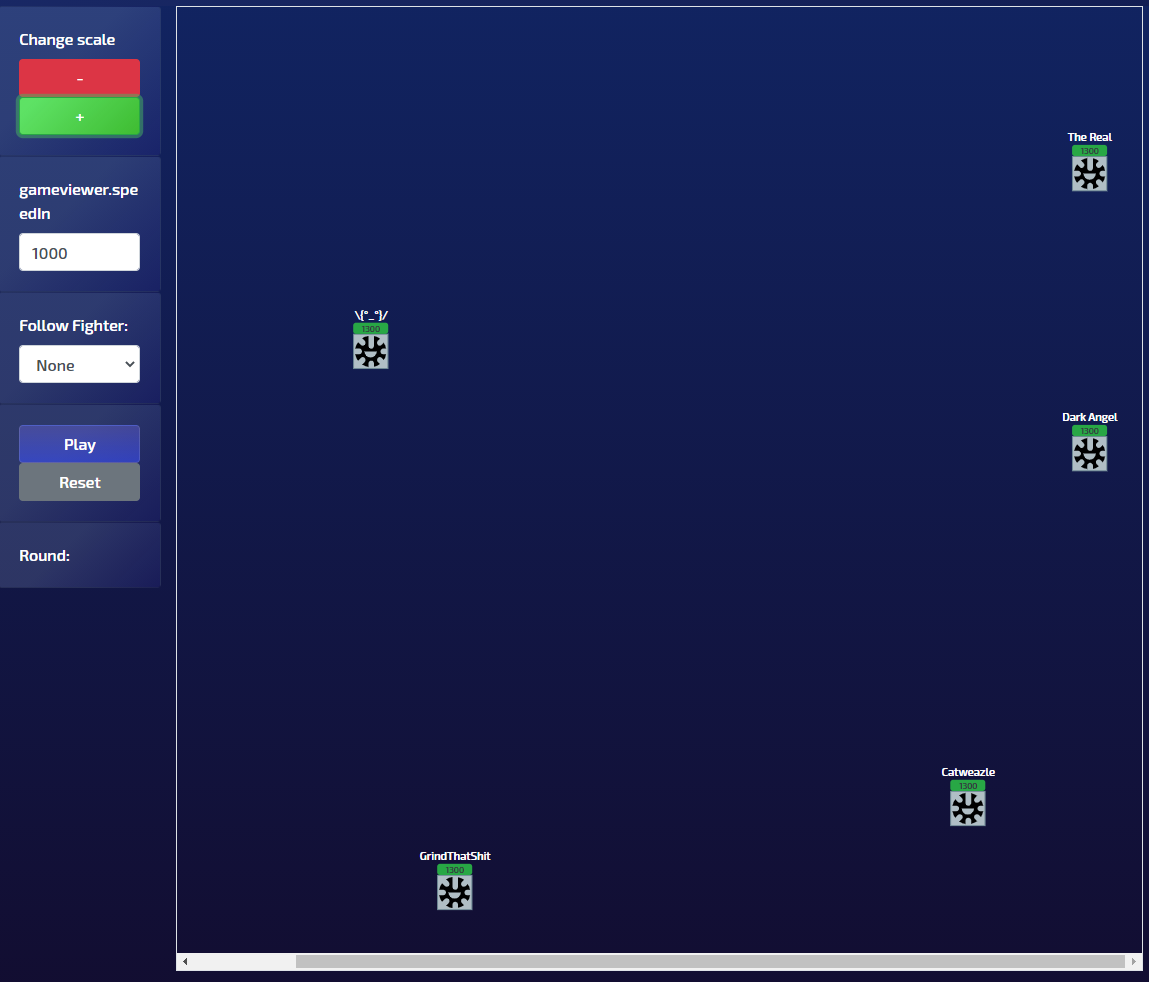 Change scale
-
+
gameviewer.spe
edIn
1000
Follow Fighter:
None
Play
Reset
Round:
The Real
1300
\{°_°}/
1300
Dark Angel
1300
Catweazle
1300
GrindThatShit
1300